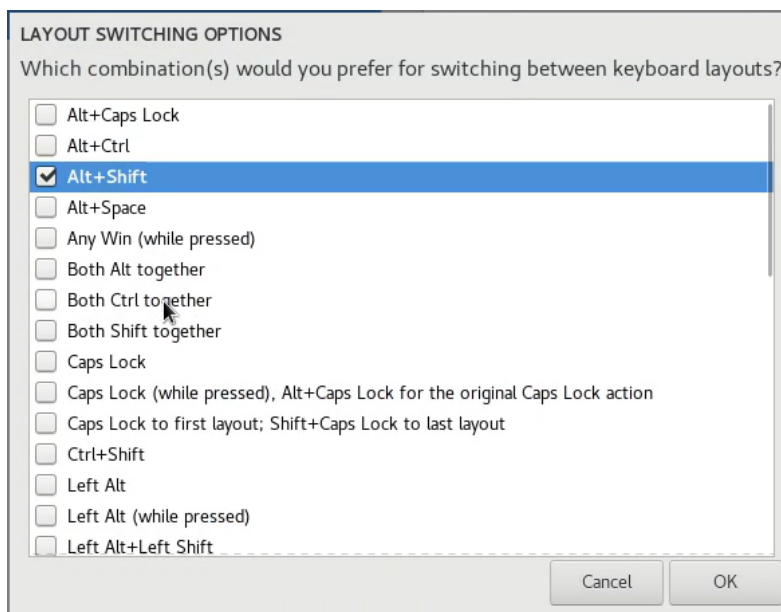 LAYOUT SWITCHING OPTIONS
Which combination(s) would you prefer for switching between keyboard layouts?
Alt+Caps Lock
Alt+Ctrl
Alt+Shift
Alt+Space
Any Win (while pressed)
Both Alt together
Both Ctrl together
Both Shift together
Caps Lock
Caps Lock (while pressed), Alt+Caps Lock for the original Caps Lock action
Caps Lock to first layout; Shift+Caps Lock to last layout
Ctrl+Shift
Left Alt
Left Alt (while pressed)
Left Alt+Left Shift
Cancel OK